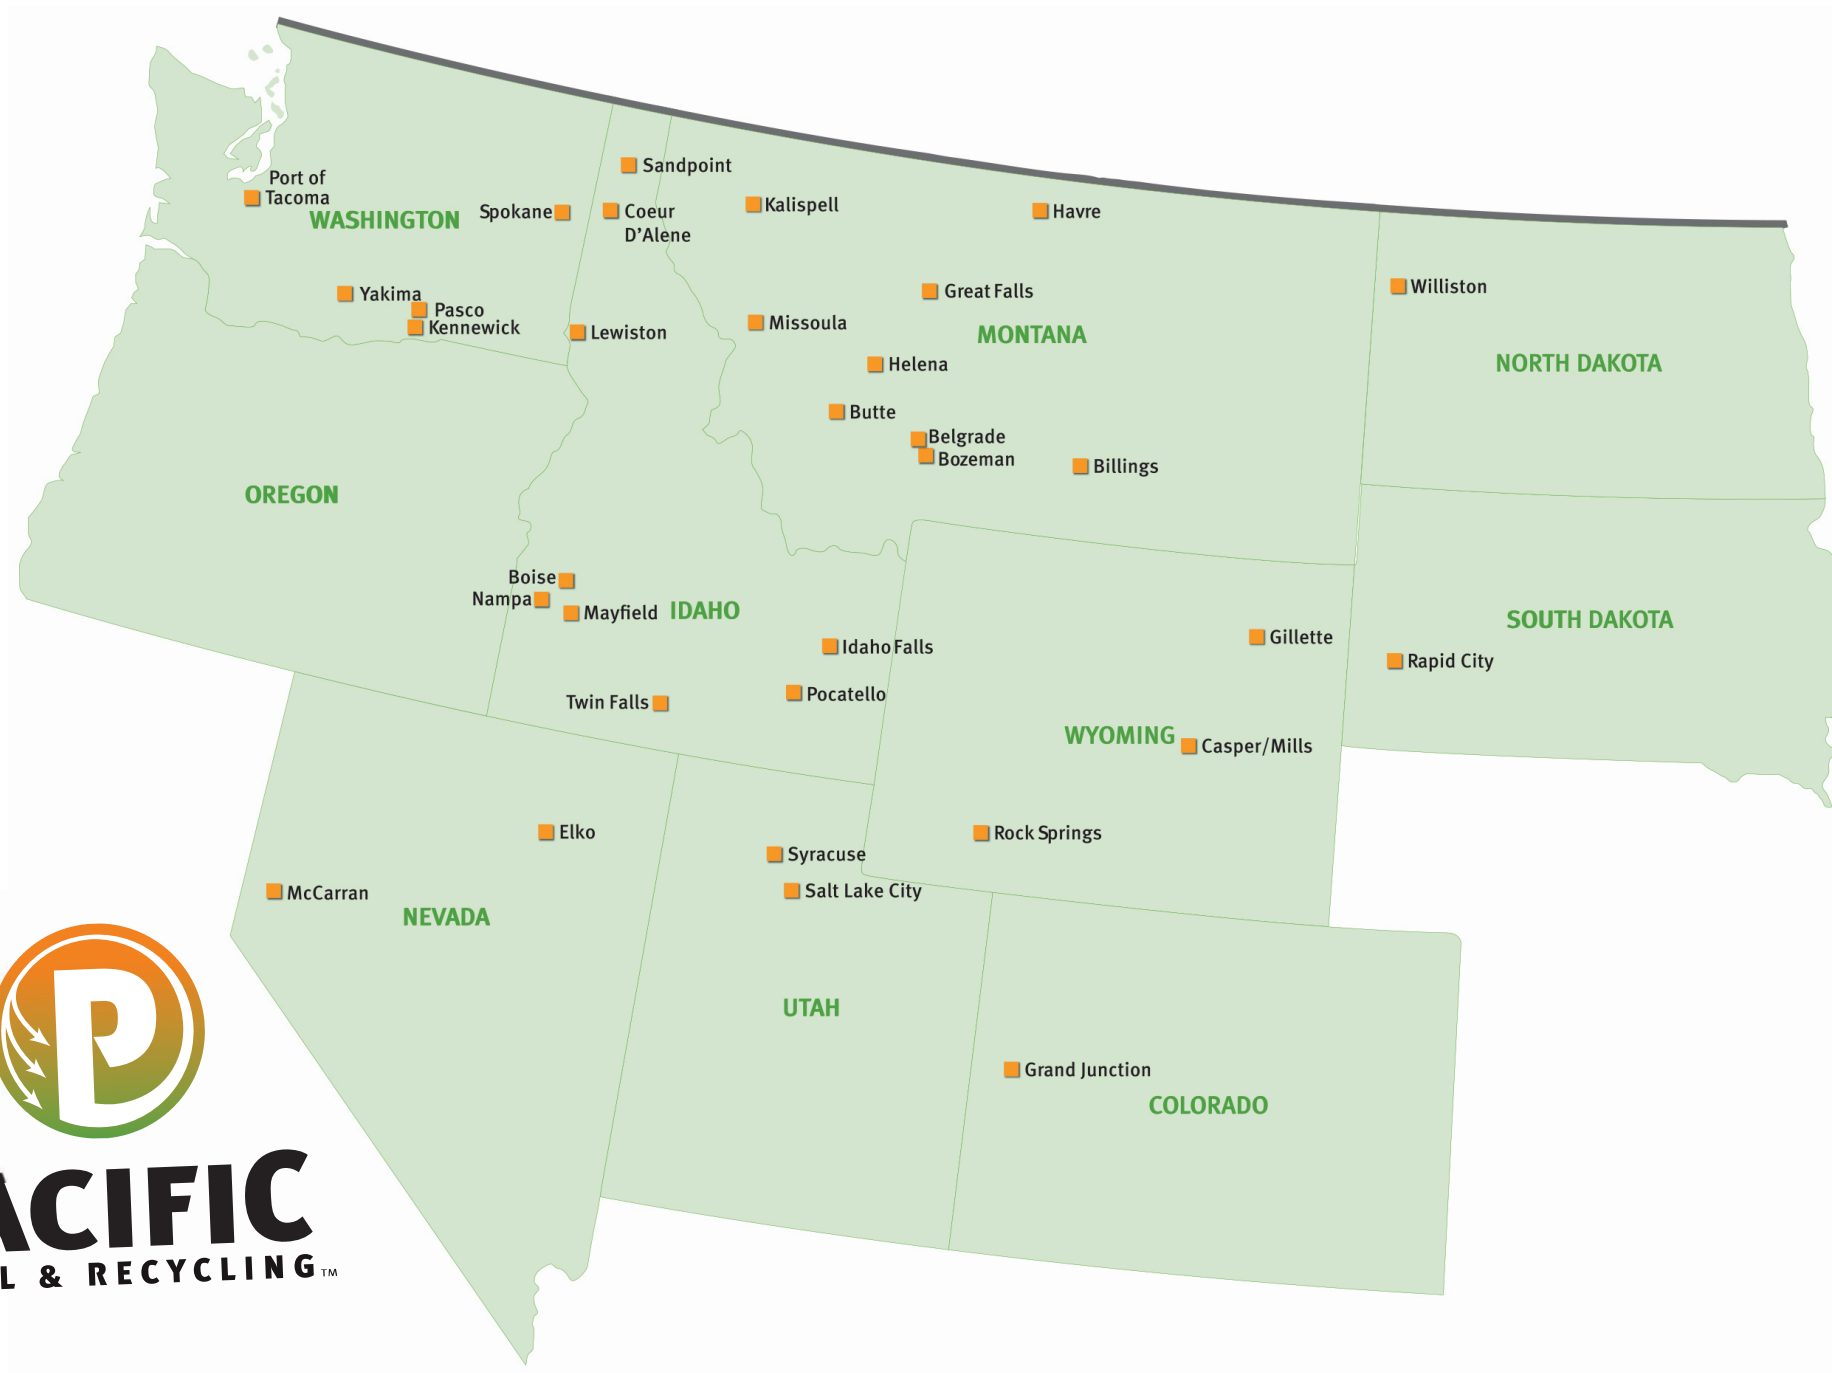 Sandpoint
Port of
Tacoma
WASHINGTON
Spokane
Coeur
D’Alene
Kalispell
Havre
Yakima
Pasco
Kennewick
Lewiston
Great Falls
Missoula
MONTANA
Helena
Butte
Belgrade
Bozeman
Billings
Williston
NORTH DAKOTA
OREGON
Boise
Nampa
Mayfield
IDAHO
Idaho Falls
Pocatello
Twin Falls
Gillette
WYOMING
Casper/Mills
Rock Springs
SOUTH DAKOTA
Rapid City
Elko
McCarran
NEVADA
Syracuse
Salt Lake City
UTAH
Grand Junction
COLORADO
P
ACIFIC
L & RECYCLING™